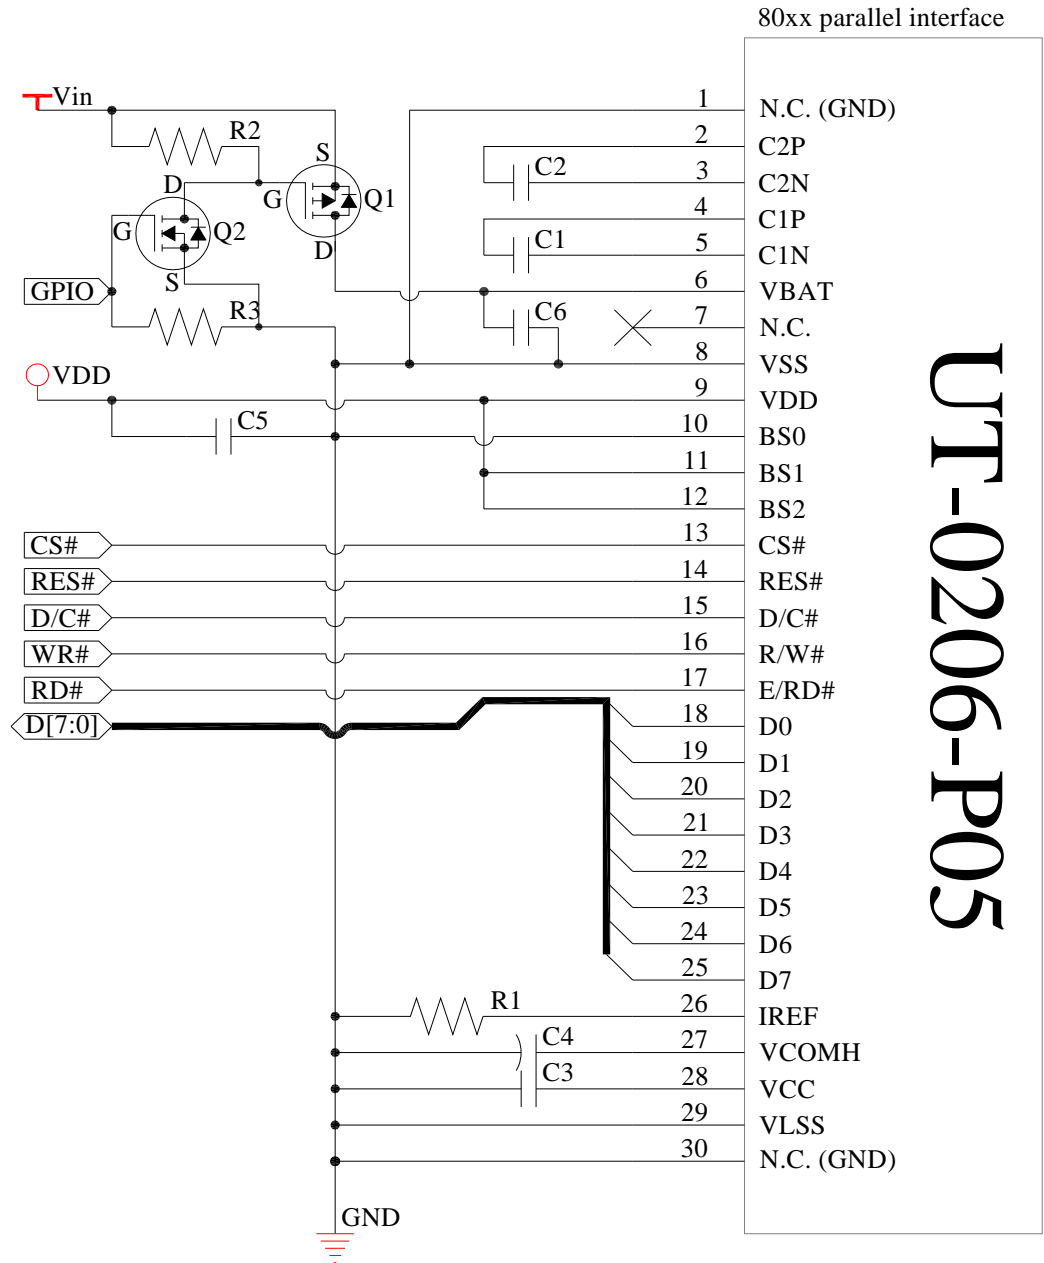 80xx parallel interface
Vin
R2
S
D
G
Q1
G
Q2
D
S
GPIO
R3
VDD
C5
C2
C1
C6
CS#
RES#
D/C#
WR#
RD#
D[7:0]
R1
C4
C3
GND
1 N.C. (GND)
2 C2P
3 C2N
4 C1P
5 C1N
6 VBAT
7 N.C.
8 VSS
9 VDD
10 BS0
11 BS1
12 BS2
13 CS#
14 RES#
15 D/C#
16 R/W#
17 E/RD#
18 D0
19 D1
20 D2
21 D3
22 D4
23 D5
24 D6
25 D7
26 IREF
27 VCOMH
28 VCC
29 VLSS
30 N.C. (GND)
UT-0206-P05